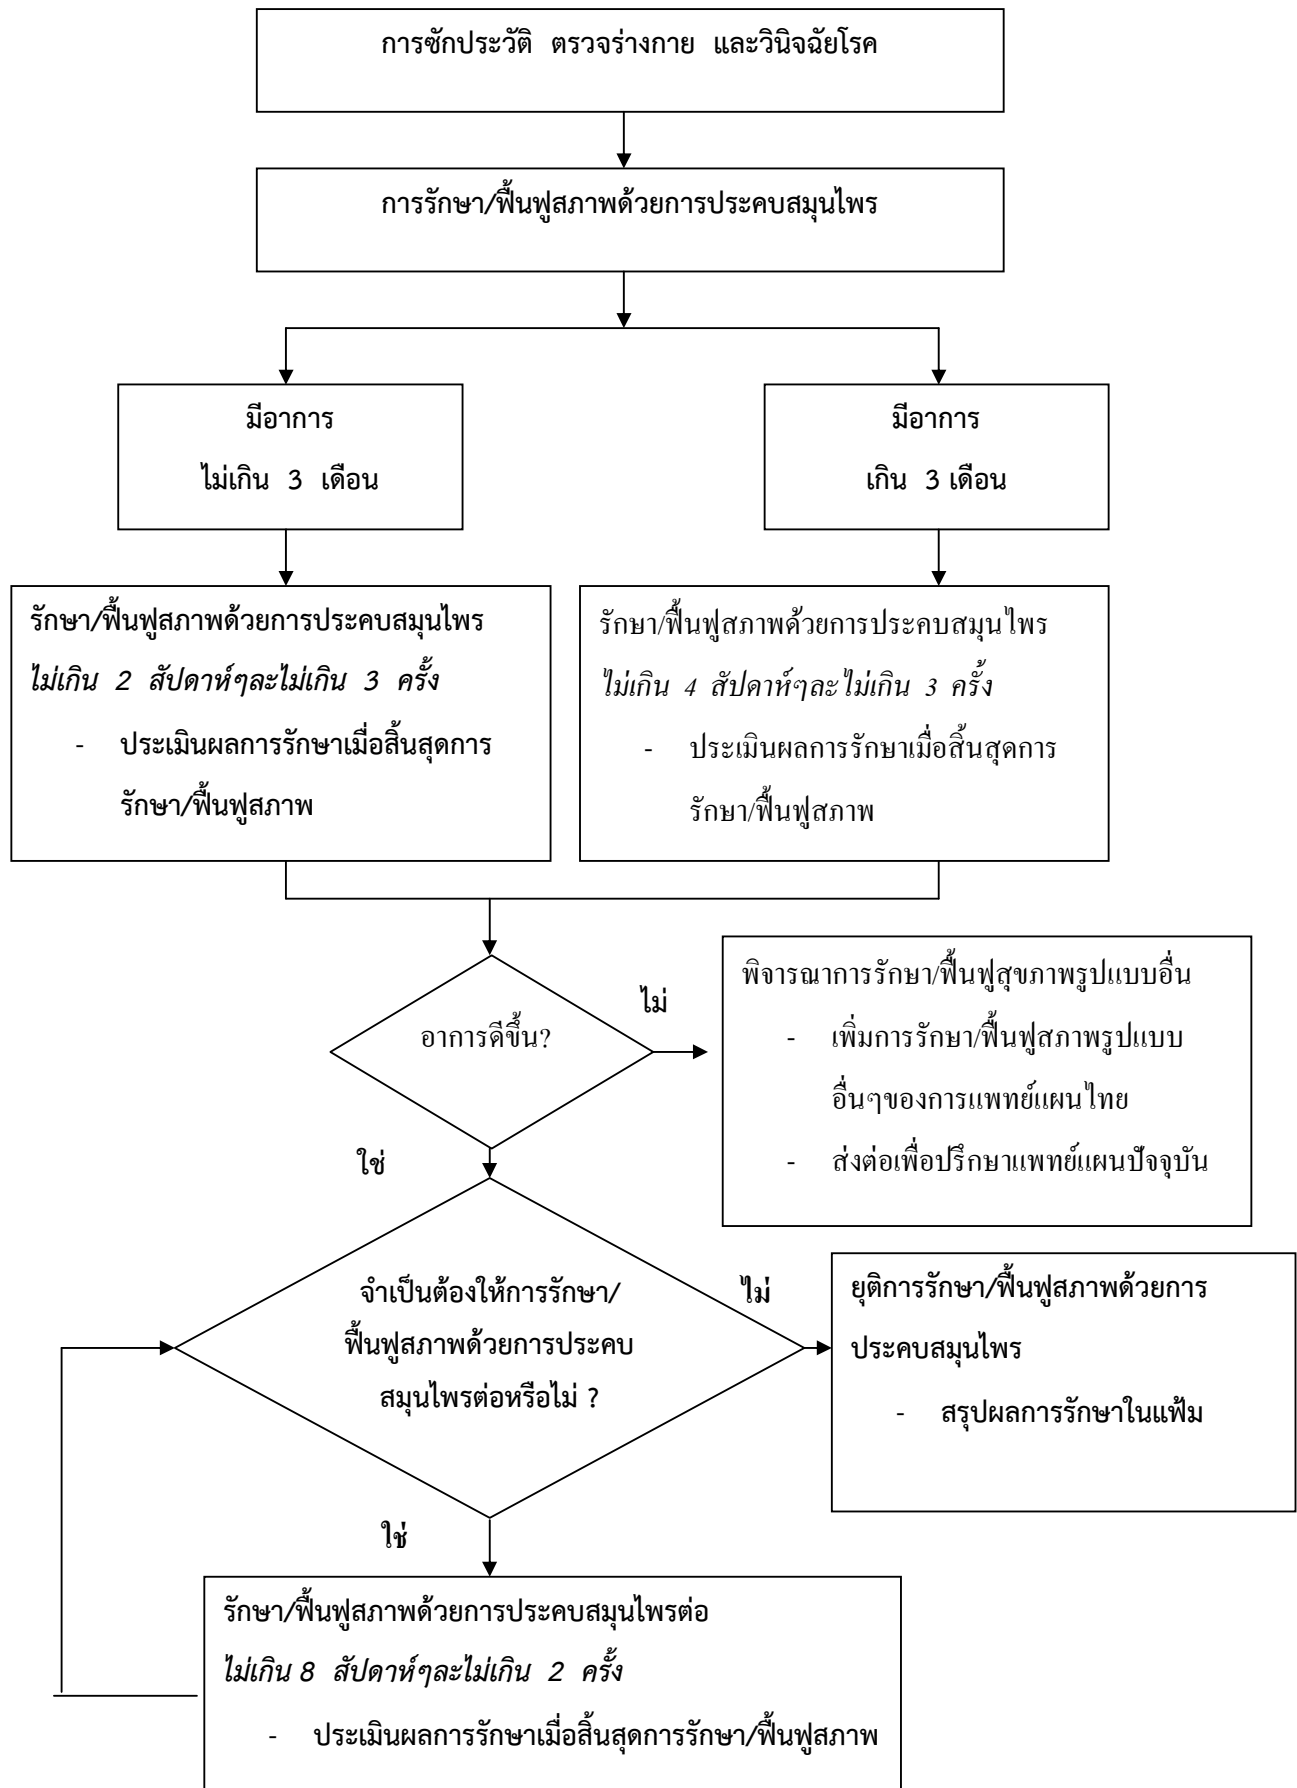 การซักประวัติ ตรวจร่างกาย และวินิจฉัยโรค
การรักษา/ฟื้นฟูสภาพด้วยการประคบสมุนไพร
มีอาการ
ไม่เกิน 3 เดือน
มีอาการ
เกิน 3 เดือน
รักษา/ฟื้นฟูสภาพด้วยการประคบสมุนไพร
ไม่เกิน 2 สัปดาห์ๆละไม่เกิน 3 ครั้ง
- ประเมินผลการรักษาเมื่อสิ้นสุดการ
รักษา/ฟื้นฟูสภาพ
รักษา/ฟื้นฟูสภาพด้วยการประคบสมุนไพร
ไม่เกิน 4 สัปดาห์ๆละไม่เกิน 3 ครั้ง
- ประเมินผลการรักษาเมื่อสิ้นสุดการ
รักษา/ฟื้นฟูสภาพ
อาการดีขึ้น?
ไม่
พิจารณาการรักษา/ฟื้นฟูสุขภาพรูปแบบอื่น
- เพิ่มการรักษา/ฟื้นฟูสภาพรูปแบบ
อื่นๆของการแพทย์แผนไทย
- ส่งต่อเพื่อปรึกษาแพทย์แผนปัจจุบัน
ใช่
จำเป็นต้องให้การรักษา/
ฟื้นฟูสภาพด้วยการประคบ
สมุนไพรต่อหรือไม่ ?
ไม่
ยุติการรักษา/ฟื้นฟูสภาพด้วยการ
ประคบสมุนไพร
- สรุปผลการรักษาในแฟ้ม
ใช่
รักษา/ฟื้นฟูสภาพด้วยการประคบสมุนไพรต่อ
ไม่เกิน 8 สัปดาห์ๆละไม่เกิน 2 ครั้ง
- ประเมินผลการรักษาเมื่อสิ้นสุดการรักษา/ฟื้นฟูสภาพ